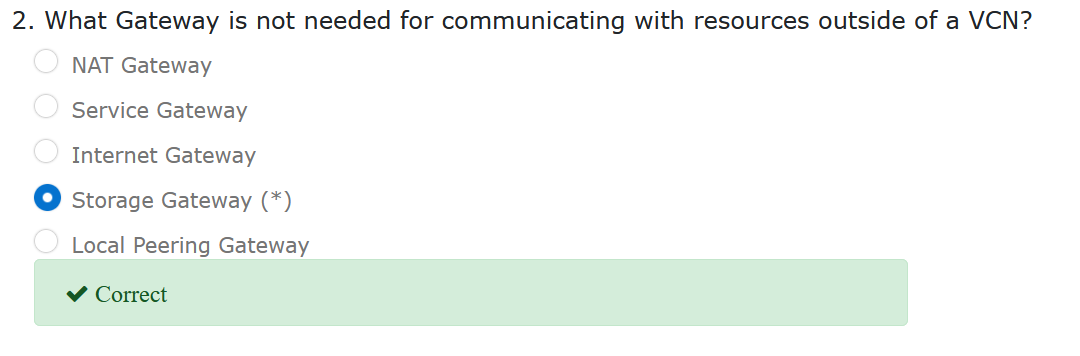 2. What Gateway is not needed for communicating with resources outside of a VCN?
NAT Gateway
Service Gateway
Internet Gateway
Storage Gateway (*)
Local Peering Gateway
✔ Correct